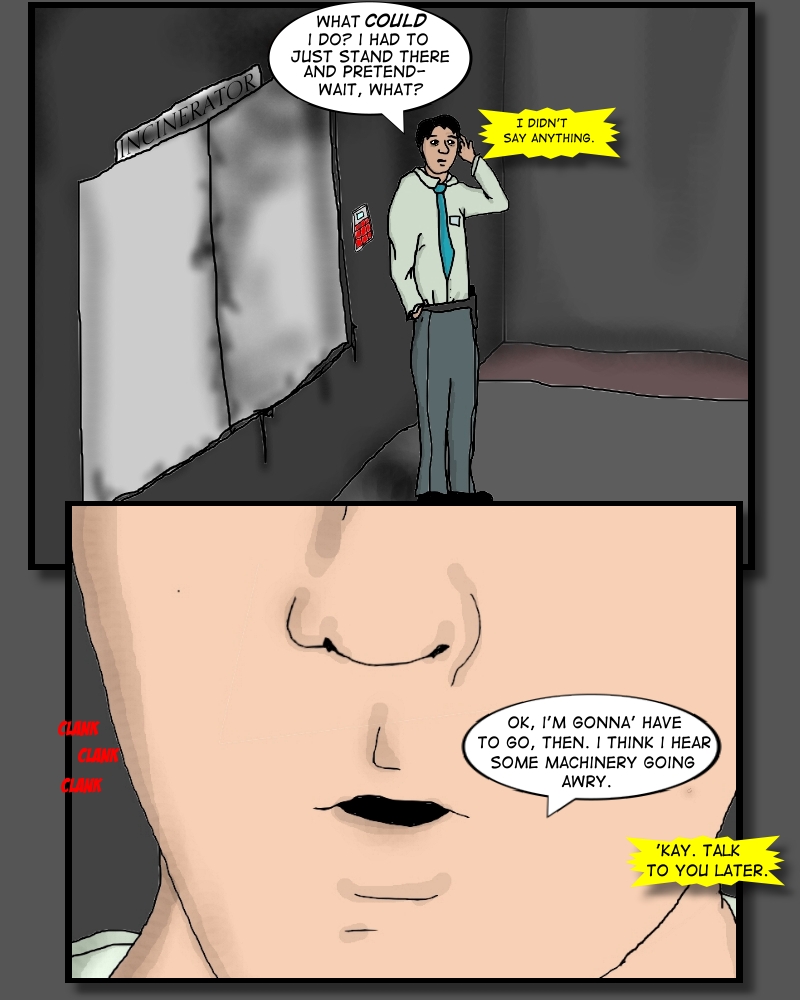 WHAT COULD
I DO? I HAD TO
JUST STAND THERE
AND PRETEND-
WAIT, WHAT?
I DIDN'T
SAY ANYTHING.
INCINERATOR
CLANK
CLANK
CLANK
OK, I'M GONNA' HAVE
TO GO, THEN. I THINK I HEAR
SOME MACHINERY GOING
AWRY.
'KAY. TALK
TO YOU LATER.